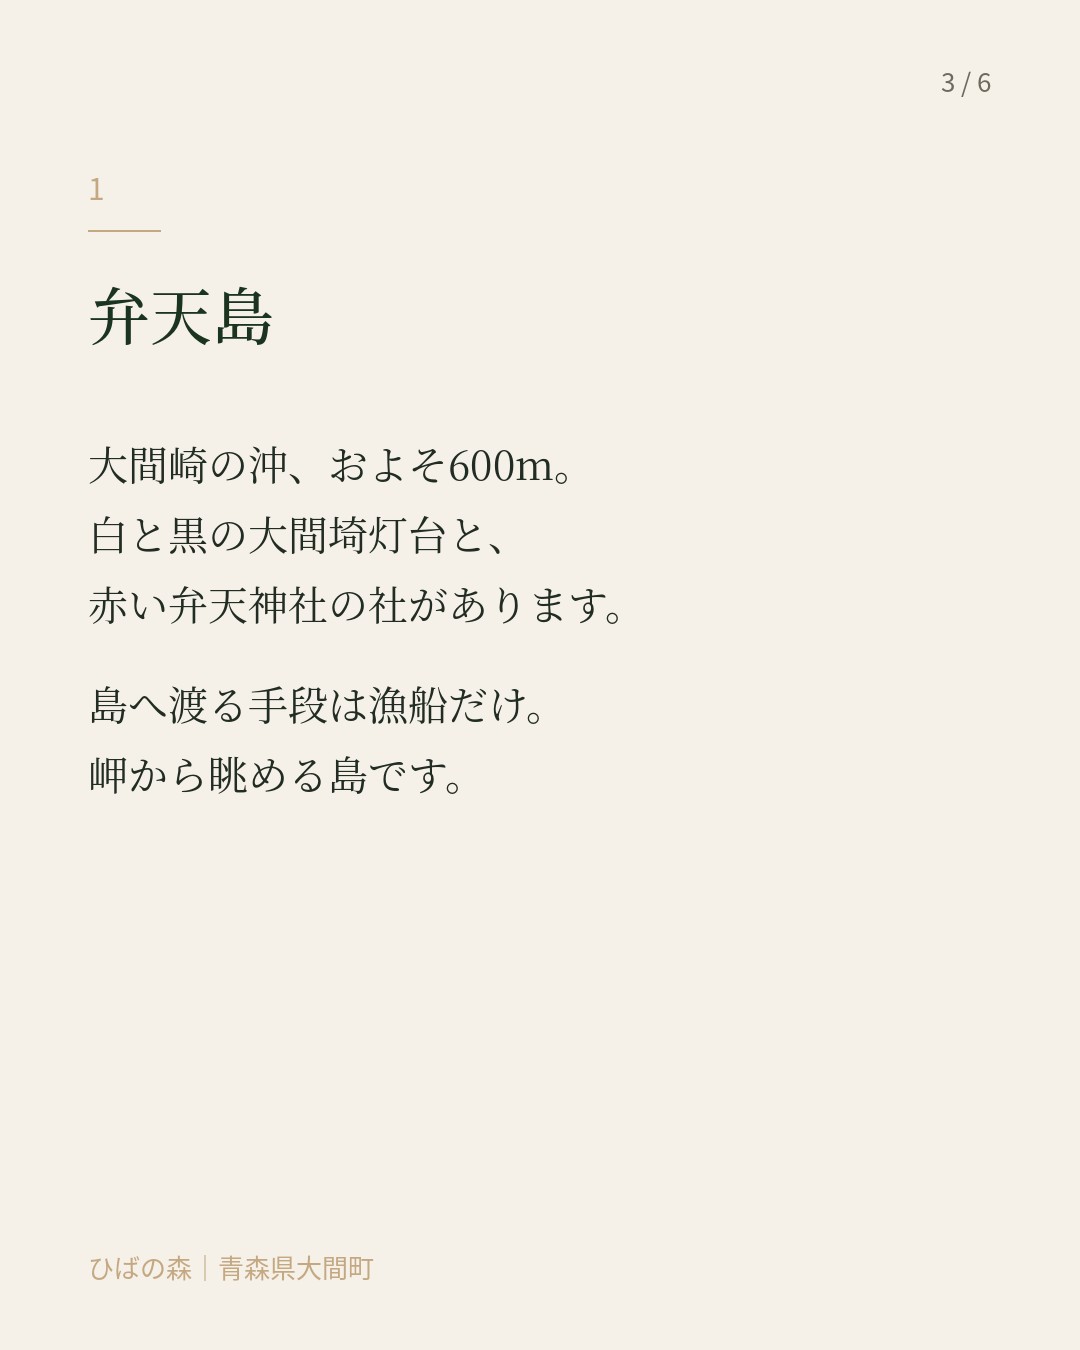 3 / 6
1
弁天島
大間崎の沖、およそ600m。
白と黒の大間埼灯台と、
赤い弁天神社の社があります。
島へ渡る手段は漁船だけ。
岬から眺める島です。
ひばの森｜青森県大間町